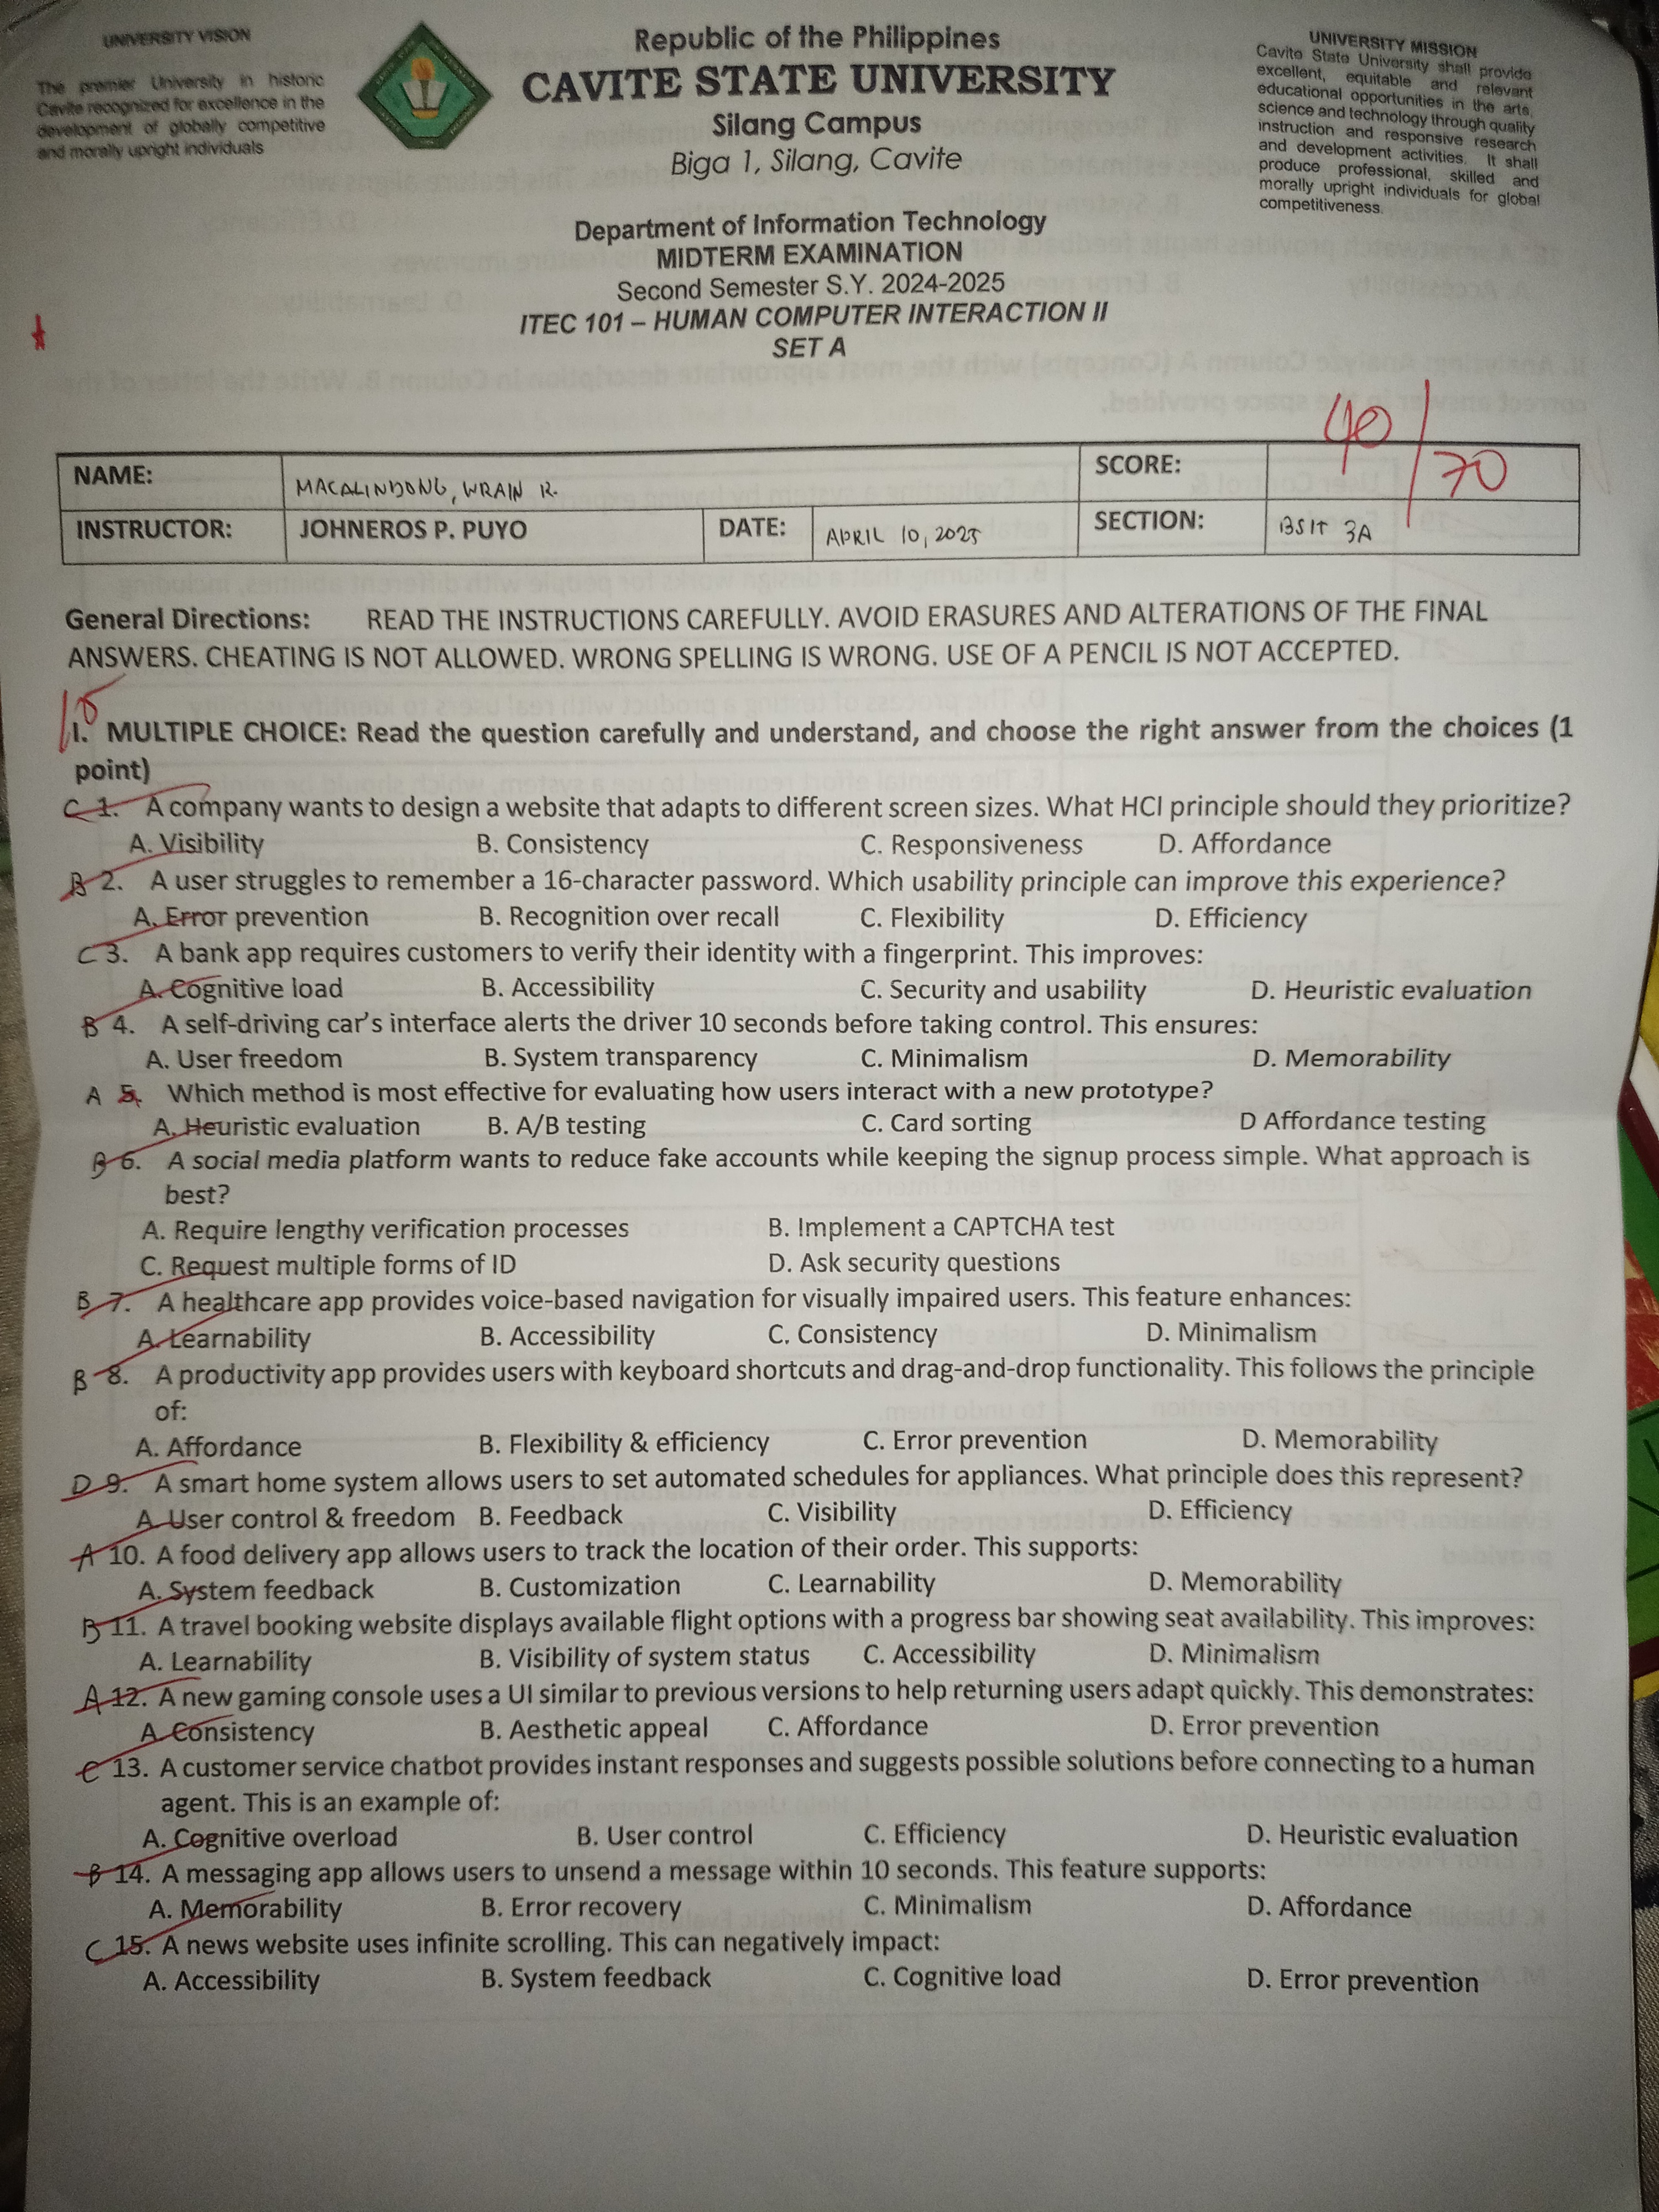 UNIVERSITY VISION
The premier University in historic
Cavite recognized for excellence in the
development of globally competitive
and morally upright individuals
Republic of the Philippines
CAVITE STATE UNIVERSITY
Silang Campus
Biga 1, Silang, Cavite
UNIVERSITY MISSION
Cavite State University shall provide
excellent, equitable and relevant
educational opportunities in the arts,
science and technology through quality
instruction and responsive research
and development activities. It shall
produce professional, skilled and
morally upright individuals for global
competitiveness.
Department of Information Technology
MIDTERM EXAMINATION
Second Semester S.Y. 2024-2025
ITEC 101 – HUMAN COMPUTER INTERACTION II
SET A
NAME: MACALINDONG, WRAIN R. SCORE: 40/70
INSTRUCTOR: JOHNEROS P. PUYO DATE: APRIL 10, 2025 SECTION: BSIT 3A
General Directions: READ THE INSTRUCTIONS CAREFULLY. AVOID ERASURES AND ALTERATIONS OF THE FINAL
ANSWERS. CHEATING IS NOT ALLOWED. WRONG SPELLING IS WRONG. USE OF A PENCIL IS NOT ACCEPTED.
I. MULTIPLE CHOICE: Read the question carefully and understand, and choose the right answer from the choices (1
point)
C 1. A company wants to design a website that adapts to different screen sizes. What HCI principle should they prioritize?
A. Visibility B. Consistency C. Responsiveness D. Affordance
B 2. A user struggles to remember a 16-character password. Which usability principle can improve this experience?
A. Error prevention B. Recognition over recall C. Flexibility D. Efficiency
C 3. A bank app requires customers to verify their identity with a fingerprint. This improves:
A. Cognitive load B. Accessibility C. Security and usability D. Heuristic evaluation
B 4. A self-driving car's interface alerts the driver 10 seconds before taking control. This ensures:
A. User freedom B. System transparency C. Minimalism D. Memorability
A 5. Which method is most effective for evaluating how users interact with a new prototype?
A. Heuristic evaluation B. A/B testing C. Card sorting D Affordance testing
B 6. A social media platform wants to reduce fake accounts while keeping the signup process simple. What approach is
best?
A. Require lengthy verification processes B. Implement a CAPTCHA test
C. Request multiple forms of ID D. Ask security questions
B 7. A healthcare app provides voice-based navigation for visually impaired users. This feature enhances:
A. Learnability B. Accessibility C. Consistency D. Minimalism
B 8. A productivity app provides users with keyboard shortcuts and drag-and-drop functionality. This follows the principle
of:
A. Affordance B. Flexibility & efficiency C. Error prevention D. Memorability
D 9. A smart home system allows users to set automated schedules for appliances. What principle does this represent?
A. User control & freedom B. Feedback C. Visibility D. Efficiency
A 10. A food delivery app allows users to track the location of their order. This supports:
A. System feedback B. Customization C. Learnability D. Memorability
B 11. A travel booking website displays available flight options with a progress bar showing seat availability. This improves:
A. Learnability B. Visibility of system status C. Accessibility D. Minimalism
A 12. A new gaming console uses a UI similar to previous versions to help returning users adapt quickly. This demonstrates:
A. Consistency B. Aesthetic appeal C. Affordance D. Error prevention
C 13. A customer service chatbot provides instant responses and suggests possible solutions before connecting to a human
agent. This is an example of:
A. Cognitive overload B. User control C. Efficiency D. Heuristic evaluation
B 14. A messaging app allows users to unsend a message within 10 seconds. This feature supports:
A. Memorability B. Error recovery C. Minimalism D. Affordance
C 15. A news website uses infinite scrolling. This can negatively impact:
A. Accessibility B. System feedback C. Cognitive load D. Error prevention